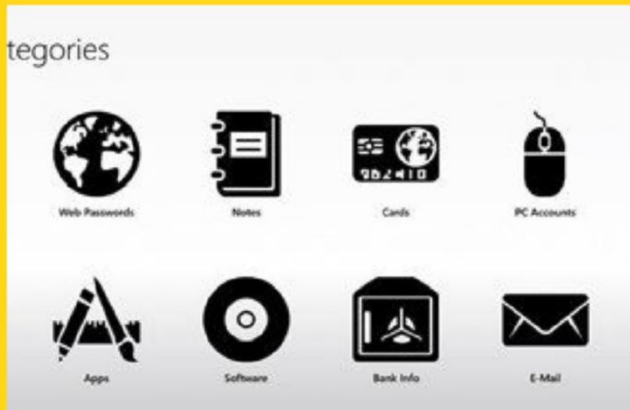 tegories
Web Passwords
Notes
Cards
PC Accounts
Apps
Software
Bank Info
E-Mail